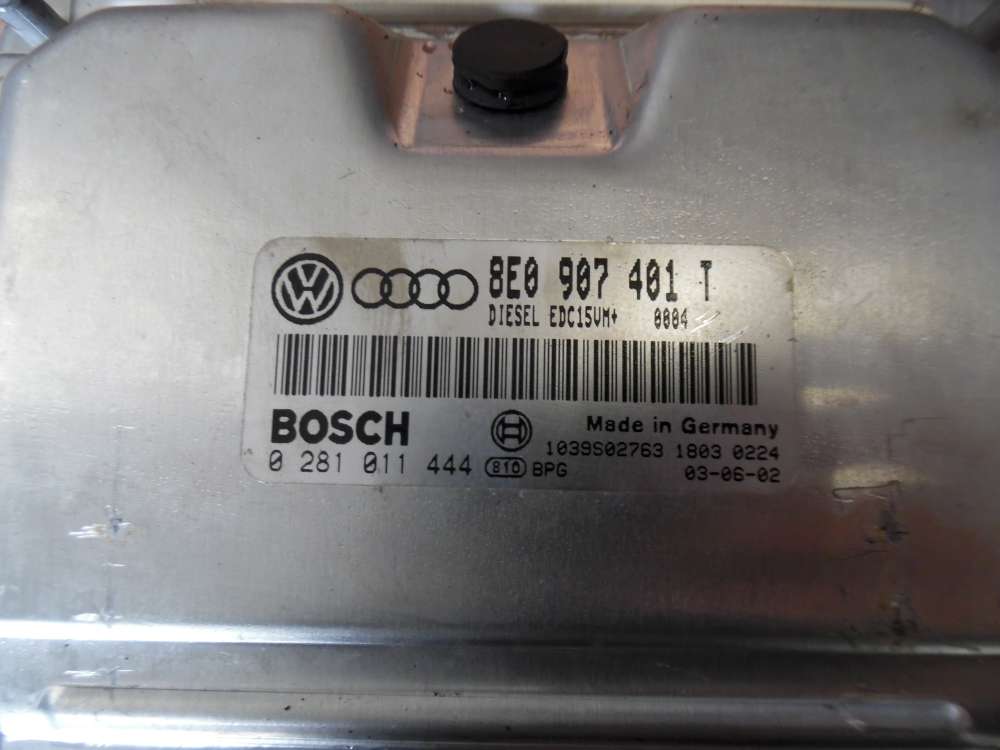 8E0 907 401 T
DIESEL EDC15VM+ 0004
BOSCH
Made in Germany
1039S02763 1803 0224
0 281 011 444 810 BPG 03-06-02